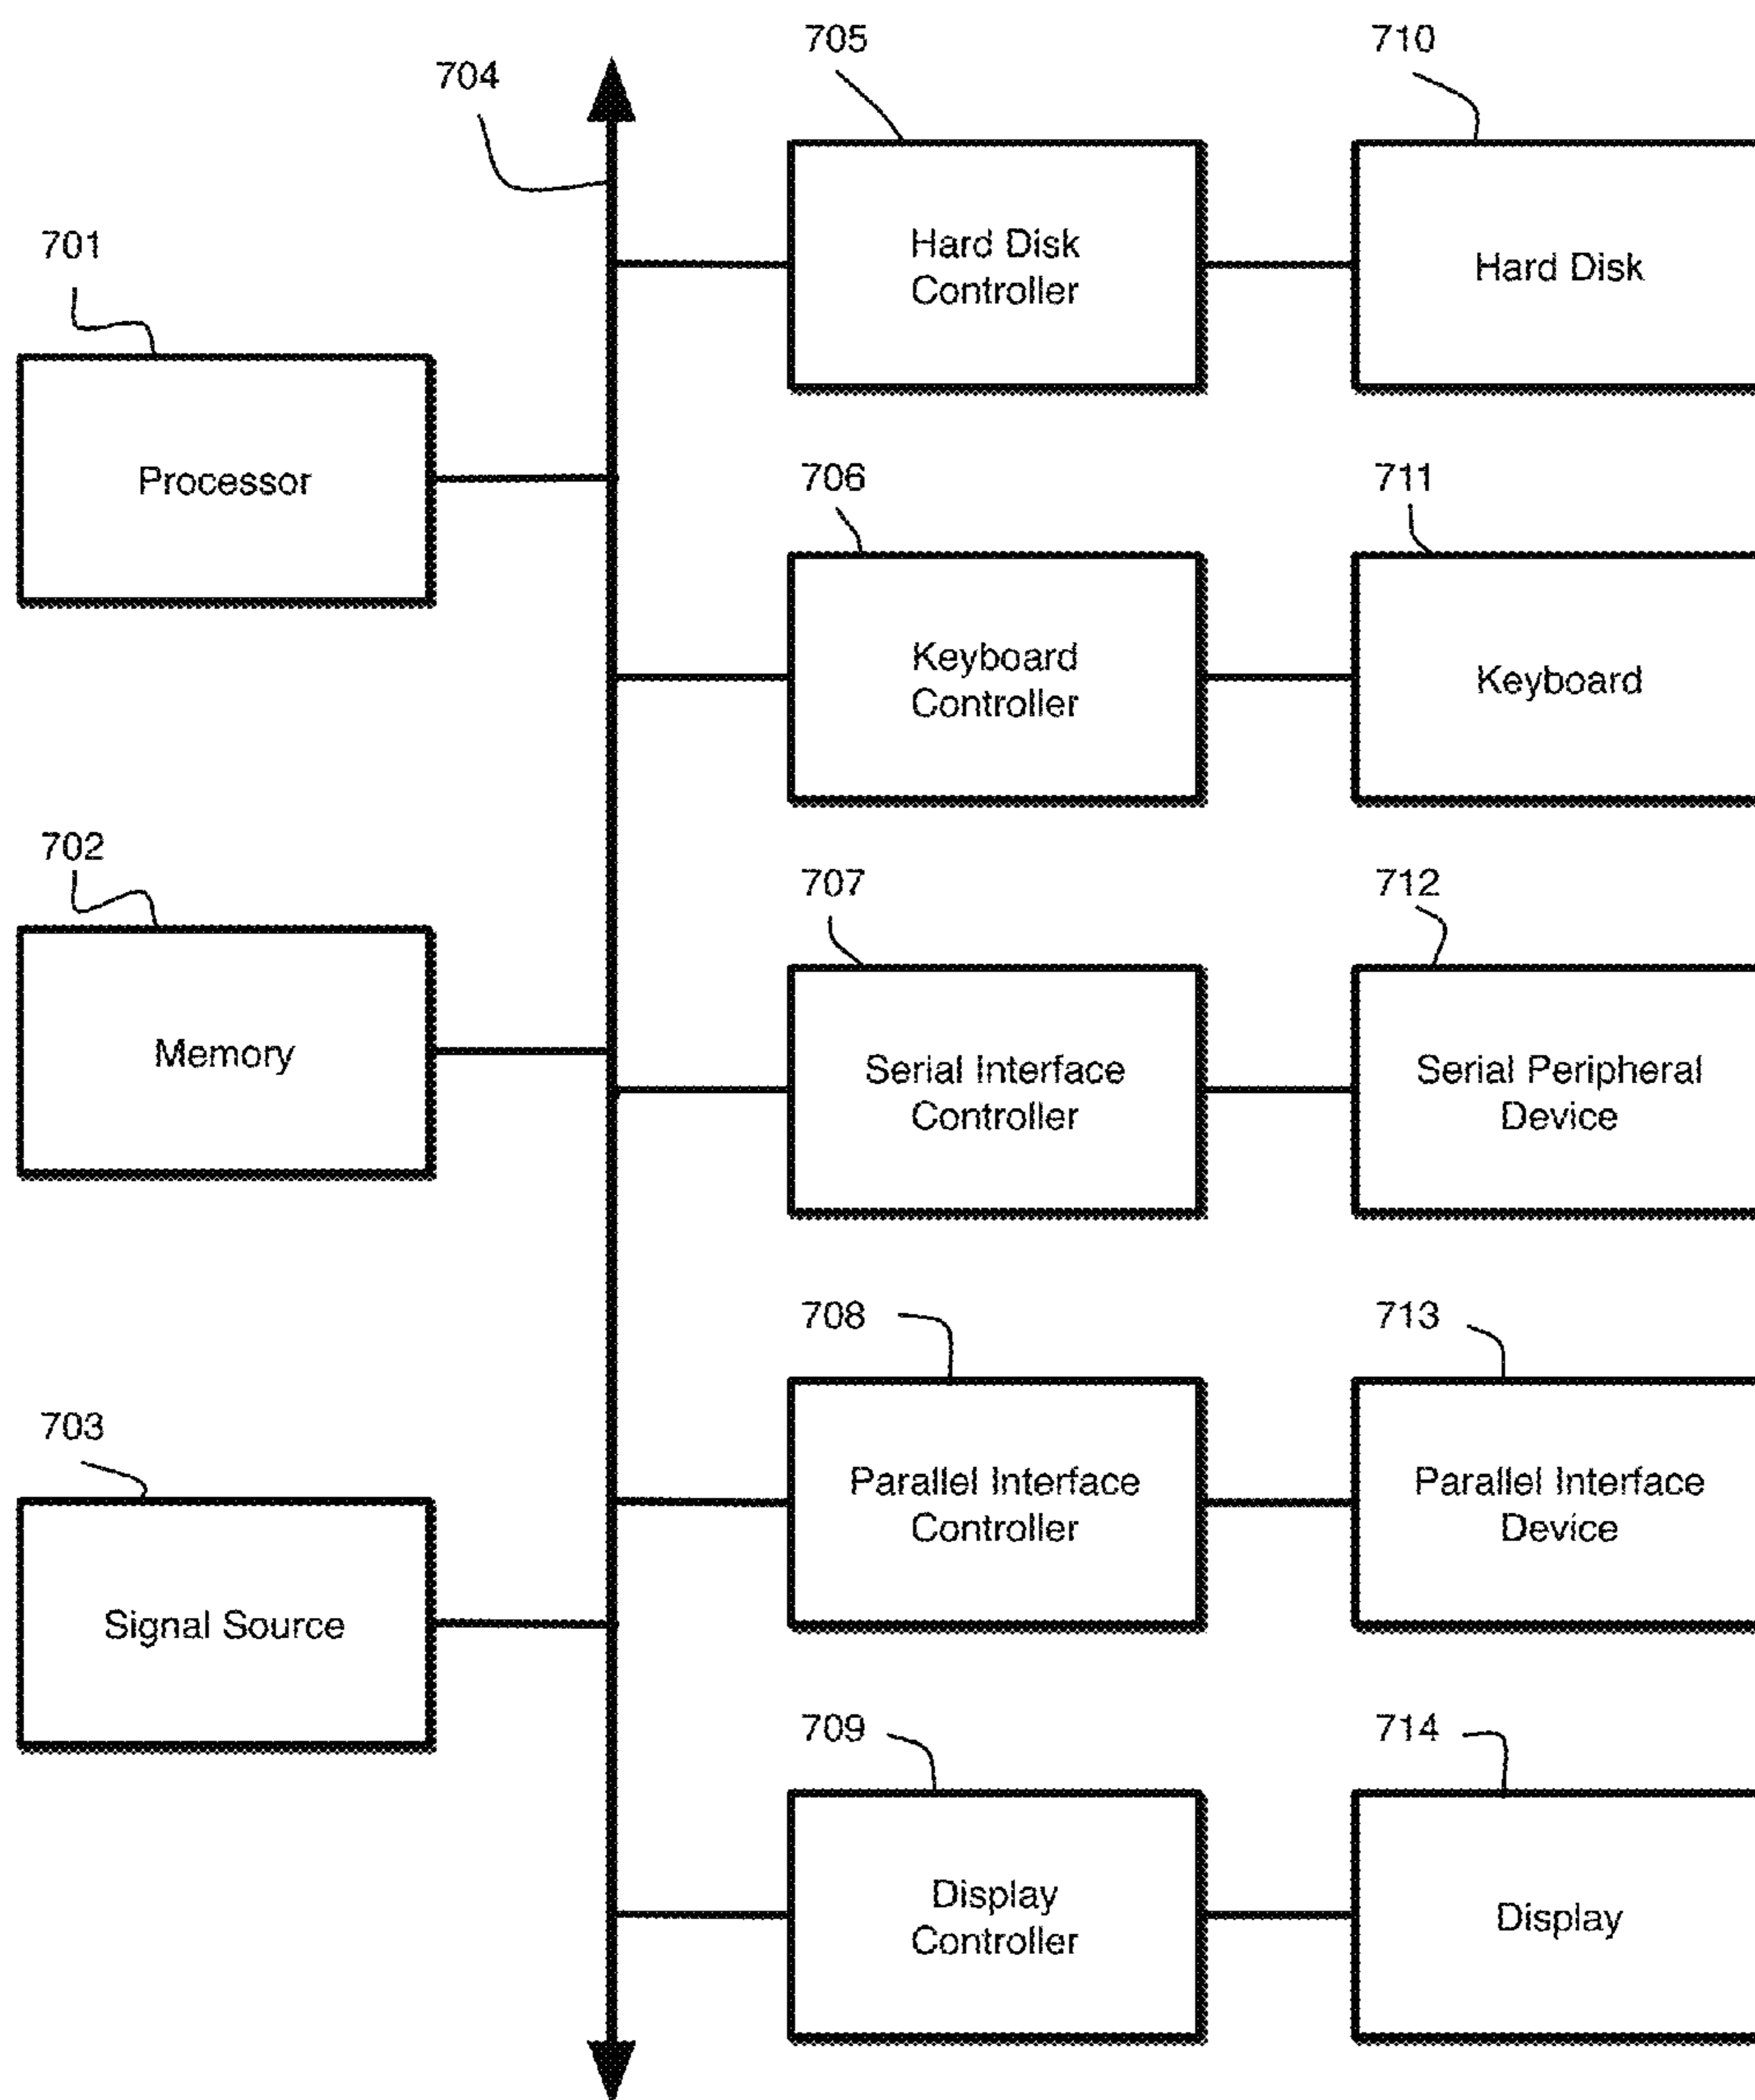 705
710
704
Hard Disk
Controller
Hard Disk
701
Processor
706
711
Keyboard
Controller
Keyboard
702
Memory
707
712
Serial Interface
Controller
Serial Peripheral
Device
708
713
Parallel Interface
Controller
Parallel Interface
Device
703
Signal Source
709
714
Display
Controller
Display